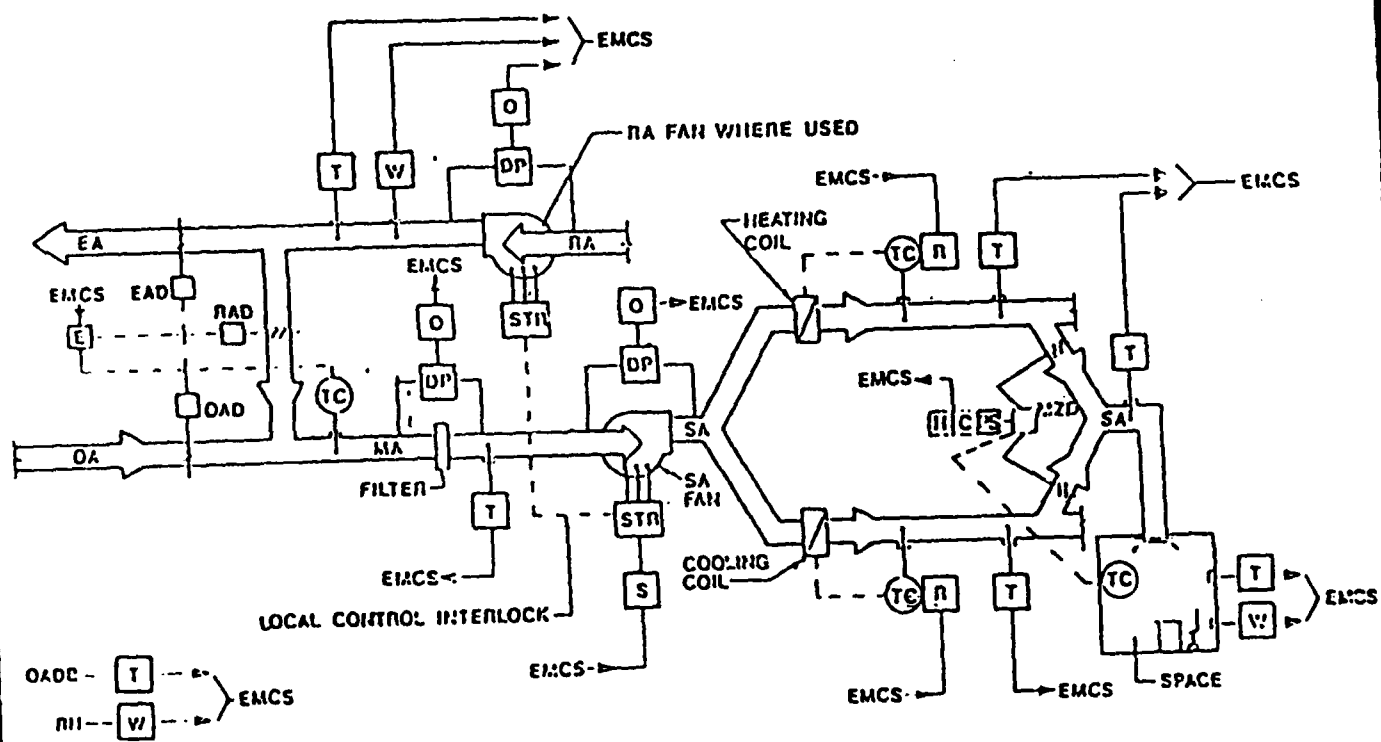 EMCS
O
RA FAN WHERE USED
T
W
DP
EMCS
EMCS
HEATING COIL
EA
RA
TC
R
T
EMCS
EMCS
EAD
O
O
EMCS
E
RAD
STR
T
DP
DP
EMCS
MZD
OAD
TC
H
C
S
SA
SA
OA
MA
FILTER
SA FAN
T
STR
COOLING COIL
TC
T
EMCS
EMCS
TC
R
T
S
W
LOCAL CONTROL INTERLOCK
OADB
T
EMCS
EMCS
EMCS
EMCS
SPACE
RH
W